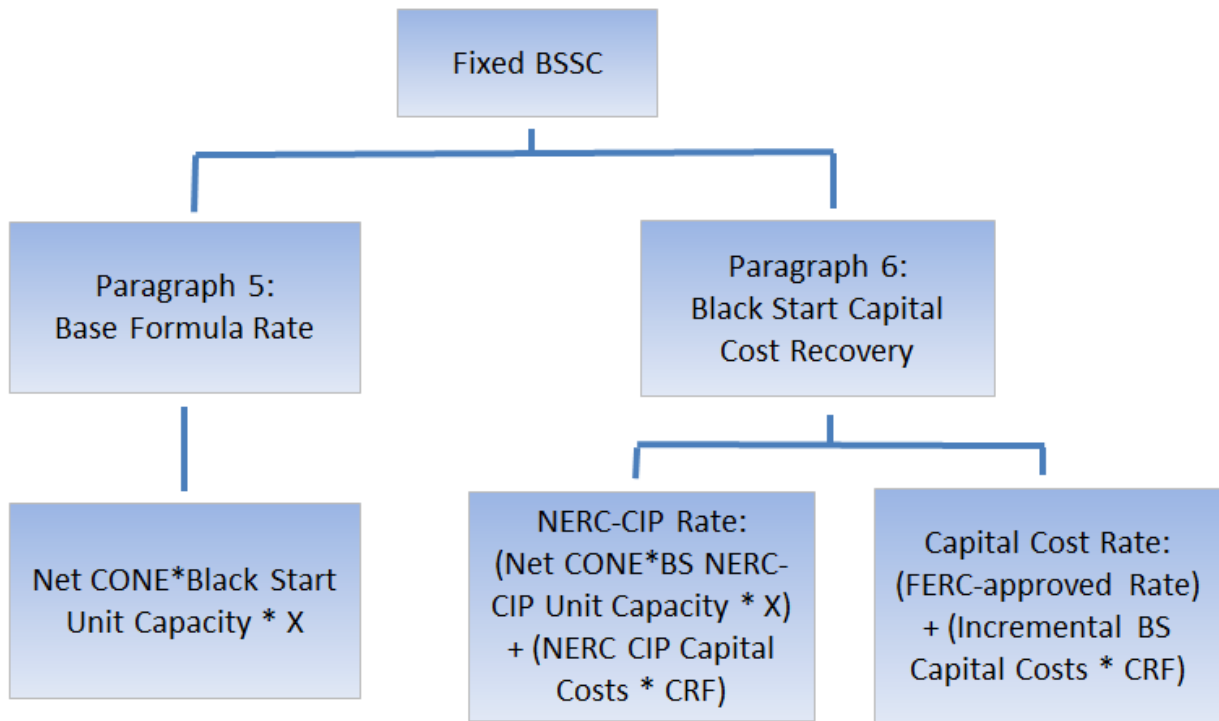 Fixed BSSC
Paragraph 5:
Base Formula Rate
Paragraph 6:
Black Start Capital
Cost Recovery
Net CONE*Black Start
Unit Capacity * X
NERC-CIP Rate:
(Net CONE*BS NERC-
CIP Unit Capacity * X)
+ (NERC CIP Capital
Costs * CRF)
Capital Cost Rate:
(FERC-approved Rate)
+ (Incremental BS
Capital Costs * CRF)